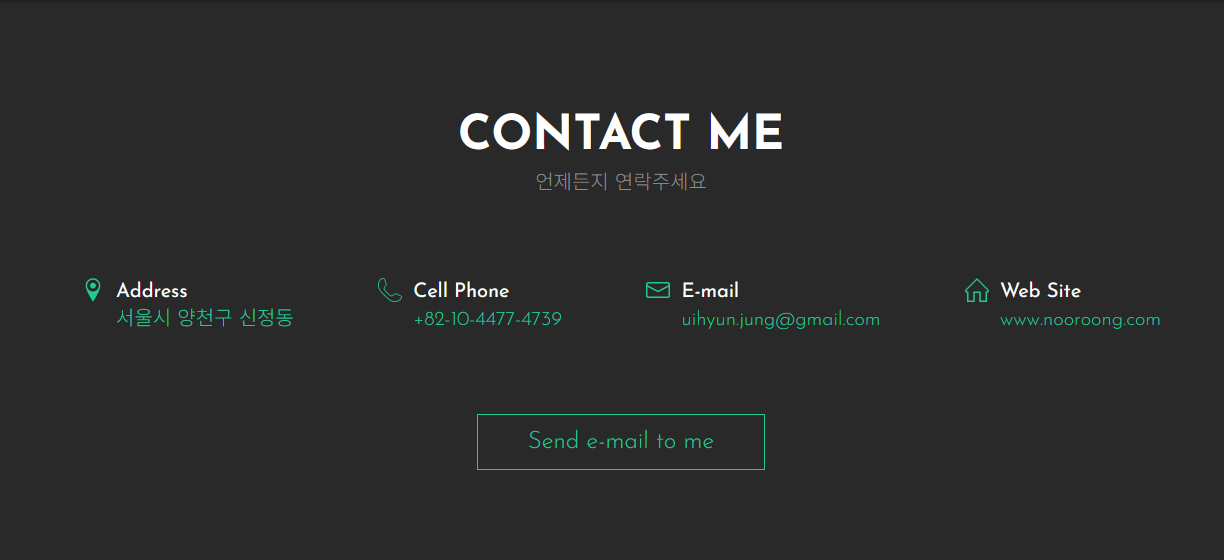 CONTACT ME
언제든지 연락주세요
Address
서울시 양천구 신정동
Cell Phone
+82-10-4477-4739
E-mail
uihyun.jung@gmail.com
Web Site
www.nooroong.com
Send e-mail to me